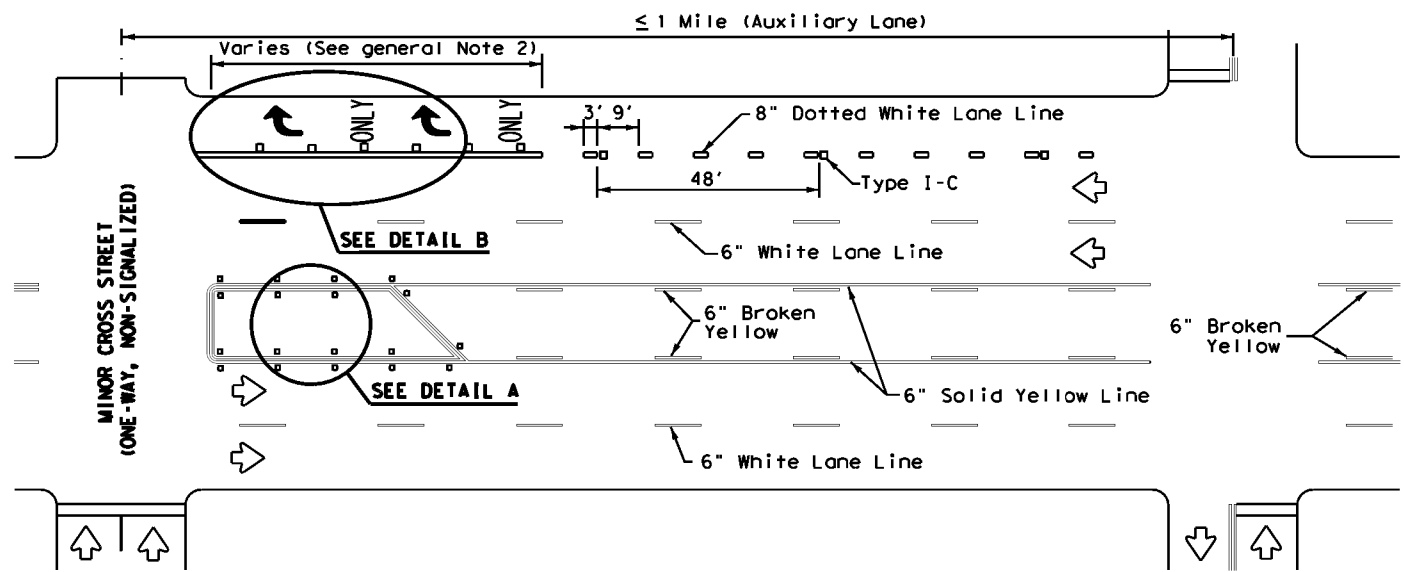 ≤ 1 Mile (Auxiliary Lane)
Varies (See general Note 2)
ONLY
ONLY
3' 9'
8" Dotted White Lane Line
48'
Type I-C
SEE DETAIL B
6" White Lane Line
MINOR CROSS STREET
(ONE-WAY, NON-SIGNALIZED)
6" Broken
Yellow
6" Broken
Yellow
SEE DETAIL A
6" Solid Yellow Line
6" White Lane Line